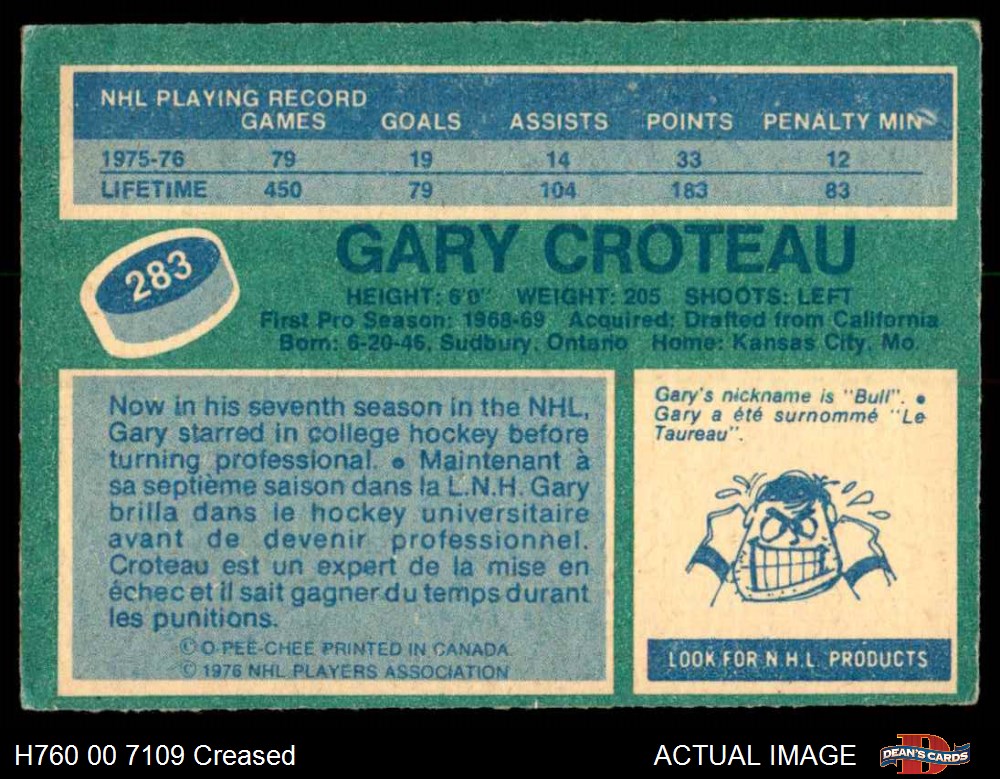 NHL PLAYING RECORD
GAMES GOALS ASSISTS POINTS PENALTY MIN
1975-76 79 19 14 33 12
LIFETIME 450 79 104 183 83
283
GARY CROTEAU
HEIGHT: 6'0" WEIGHT: 205 SHOOTS: LEFT
First Pro Season: 1968-69 Acquired: Drafted from California
Born: 6-20-46, Sudbury, Ontario Home: Kansas City, Mo.
Now in his seventh season in the NHL,
Gary starred in college hockey before
turning professional. • Maintenant à
sa septième saison dans la L.N.H. Gary
brilla dans le hockey universitaire
avant de devenir professionnel.
Croteau est un expert de la mise en
échec et il sait gagner du temps durant
les punitions.
© O-PEE-CHEE PRINTED IN CANADA.
© 1976 NHL PLAYERS ASSOCIATION
Gary's nickname is "Bull". •
Gary a été surnommé "Le
Taureau".
LOOK FOR N.H.L. PRODUCTS
H760 00 7109 Creased
ACTUAL IMAGE
DEAN'S CARDS